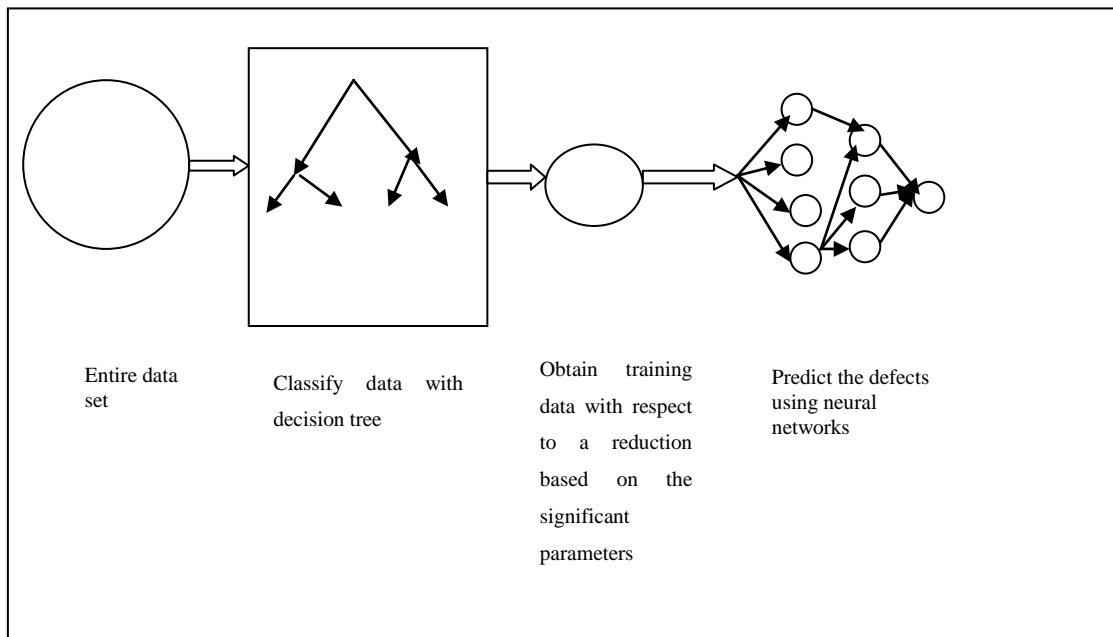 Entire data
set
Classify data with
decision tree
Obtain training
data with respect
to a reduction
based on the
significant
parameters
Predict the defects
using neural
networks